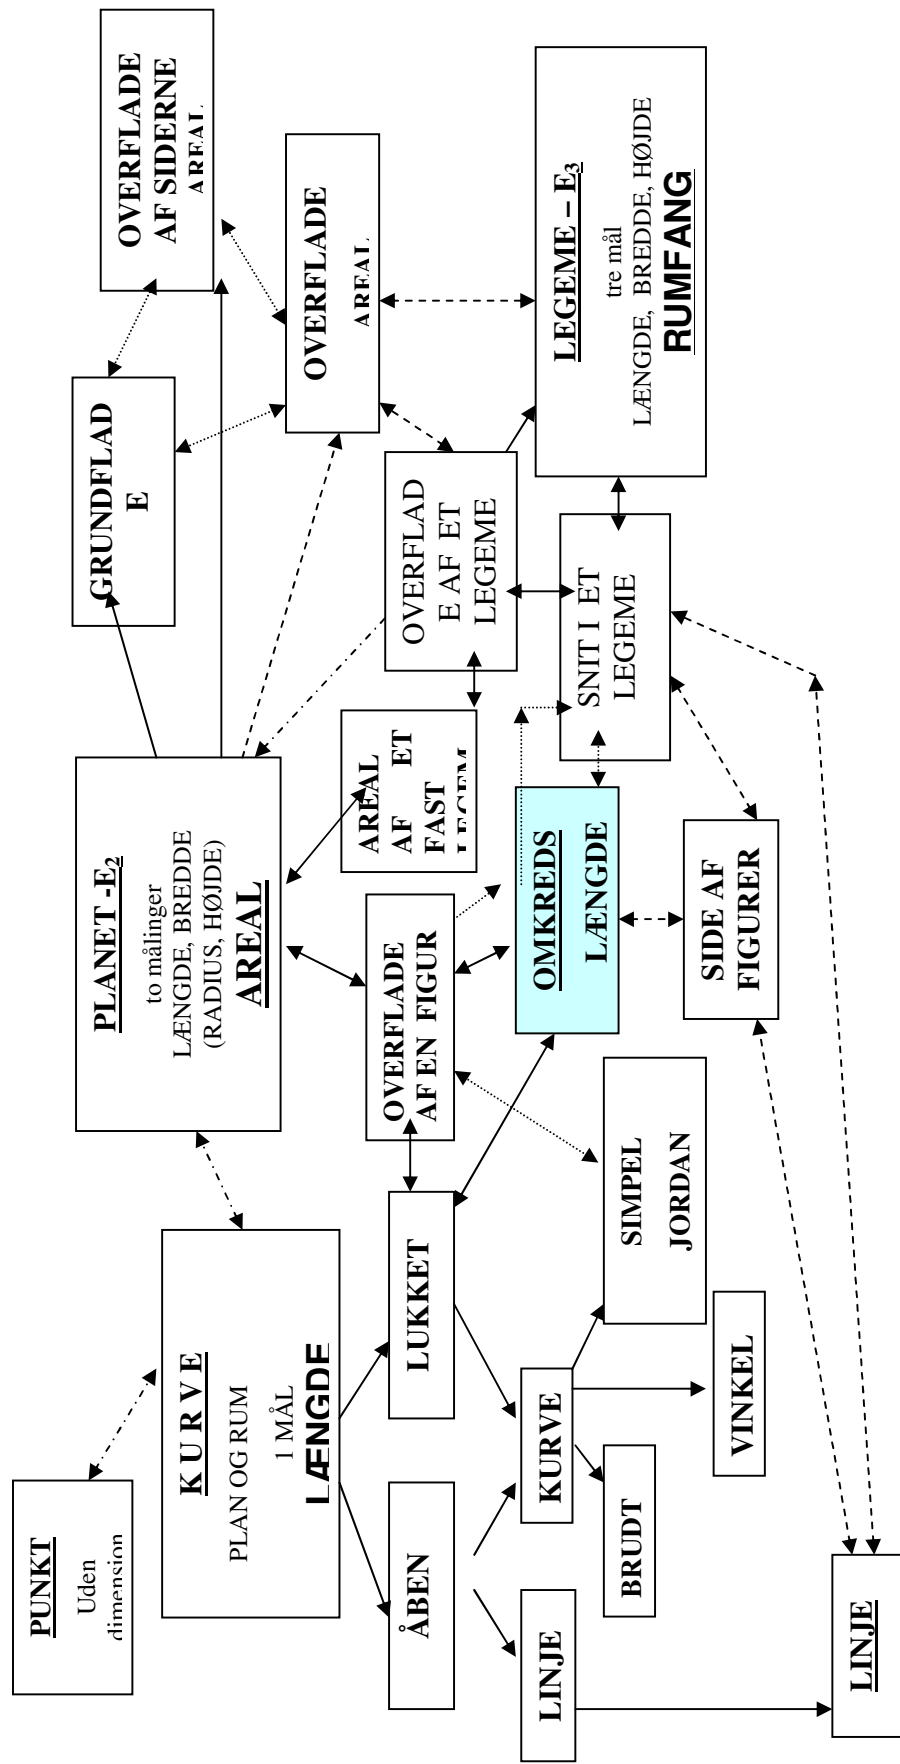 PUNKT
Uden
dimension
K U R V E
PLAN OG RUM
1 MÅL
LÆNGDE
PLANET -E2
to målinger
LÆNGDE, BREDDE
(RADIUS, HØJDE)
AREAL
GRUNDFLAD
E
OVERFLADE
AF SIDERNE
AREAL
OVERFLADE
AREAL
ÅBEN
LUKKET
OVERFLADE
AF EN FIGUR
AREAL
AF ET
FAST
LEGEM
OVERFLAD
E AF ET
LEGEME
LINJE
KURVE
OMKREDS
LÆNGDE
SNIT I ET
LEGEME
LEGEME – E3
tre mål
LÆNGDE, BREDDE, HØJDE
RUMFANG
BRUDT
VINKEL
SIMPEL
JORDAN
SIDE AF
FIGURER
LINJE